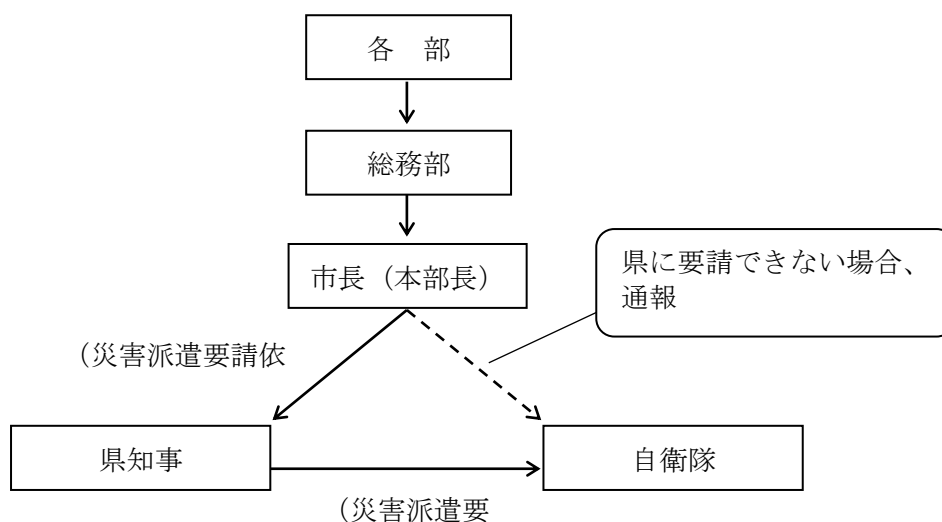 各　部
総務部
市長（本部長）
県に要請できない場合、
通報
（災害派遣要請依
県知事
自衛隊
（災害派遣要